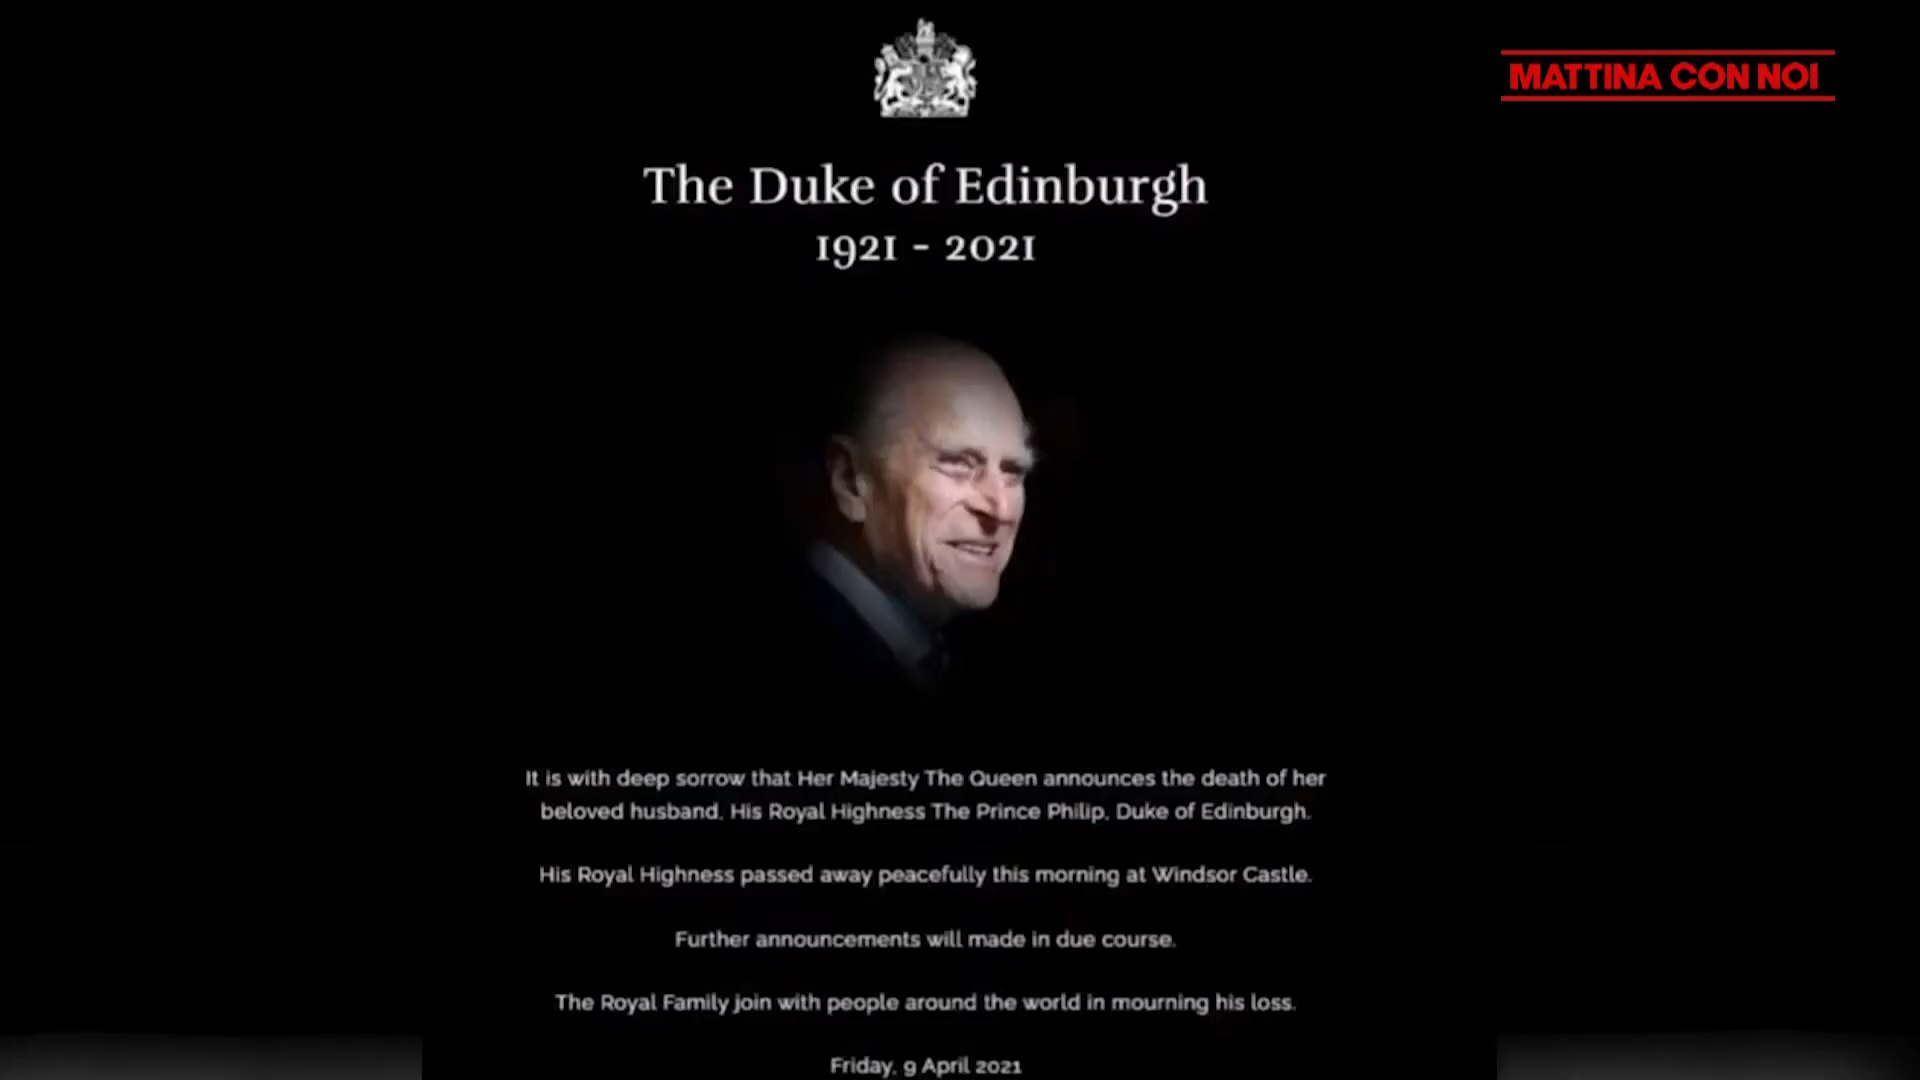 MATTINA CON NOI
The Duke of Edinburgh
1921 - 2021
It is with deep sorrow that Her Majesty The Queen announces the death of her
beloved husband, His Royal Highness The Prince Philip, Duke of Edinburgh.
His Royal Highness passed away peacefully this morning at Windsor Castle.
Further announcements will made in due course.
The Royal Family join with people around the world in mourning his loss.
Friday, 9 April 2021